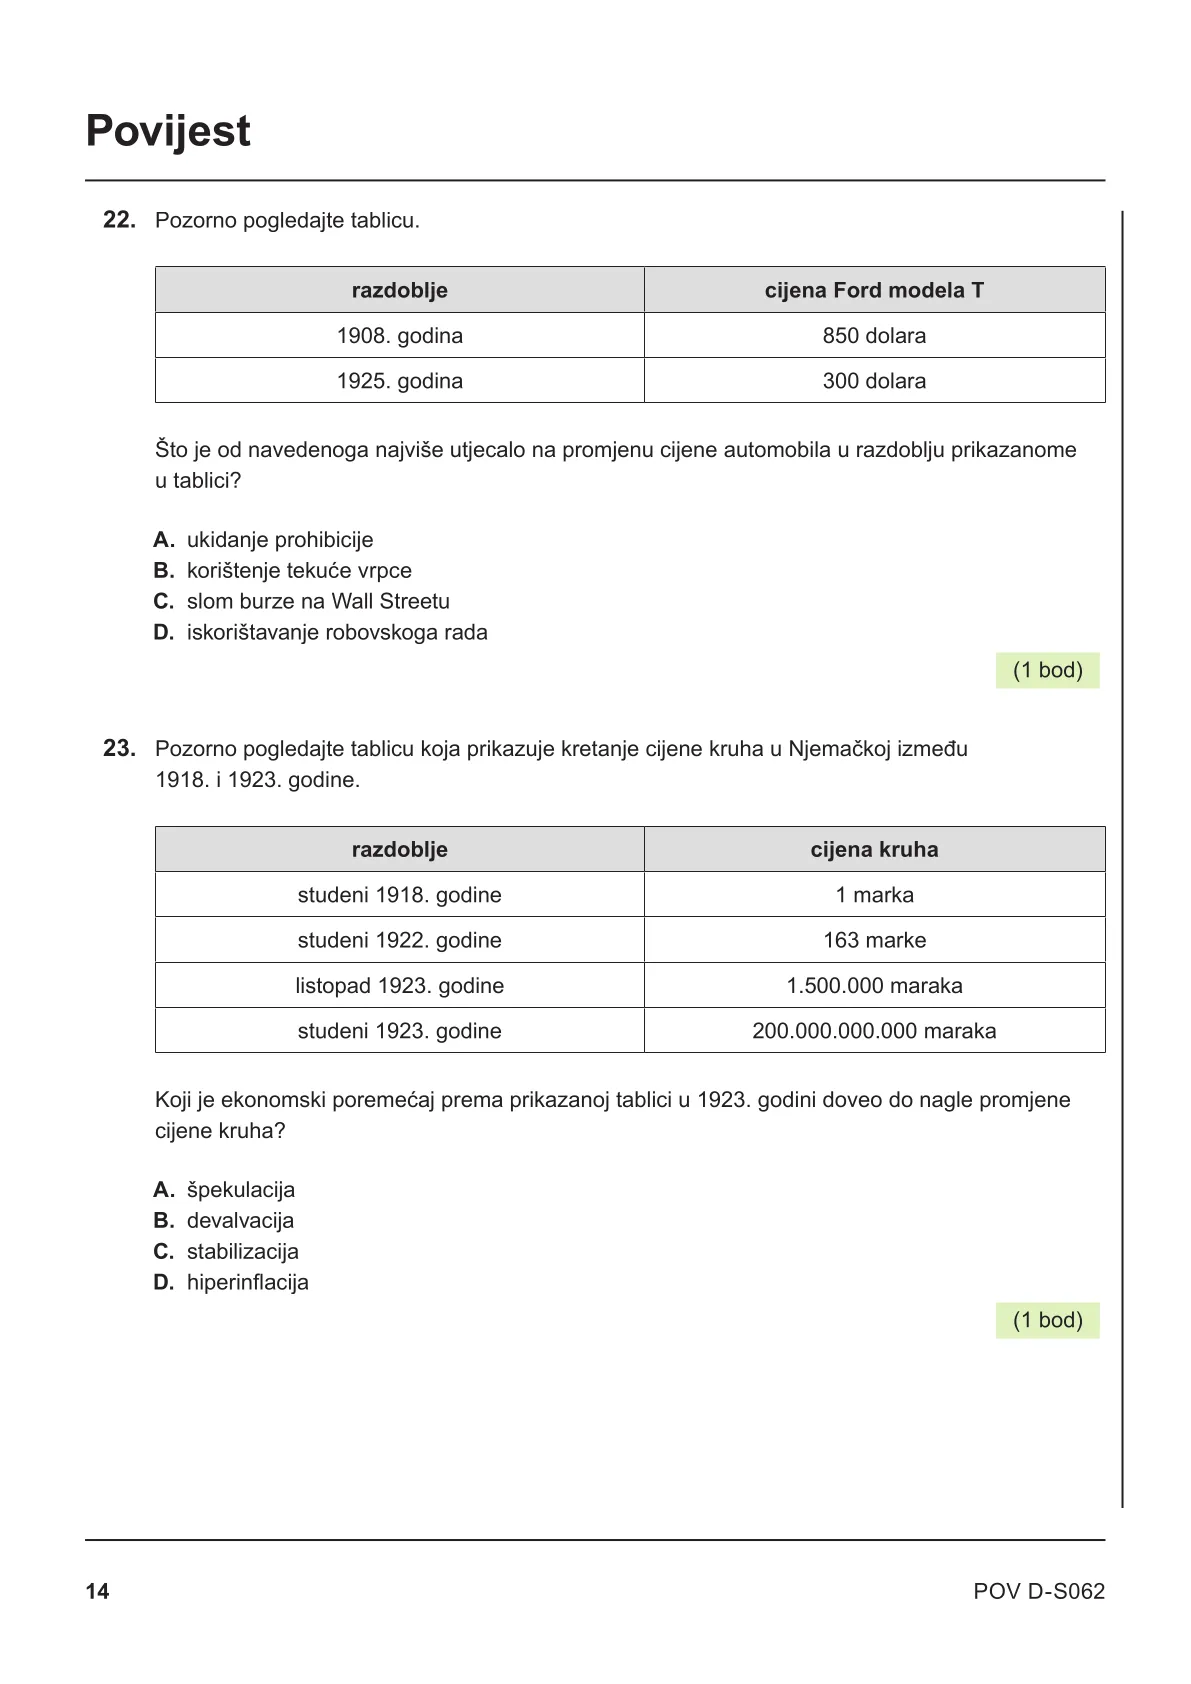 Povijest
22. Pozorno pogledajte tablicu.
razdoblje cijena Ford modela T
1908. godina 850 dolara
1925. godina 300 dolara
Što je od navedenoga najviše utjecalo na promjenu cijene automobila u razdoblju prikazanome
u tablici?
A. ukidanje prohibicije
B. korištenje tekuće vrpce
C. slom burze na Wall Streetu
D. iskorištavanje robovskoga rada
(1 bod)
23. Pozorno pogledajte tablicu koja prikazuje kretanje cijene kruha u Njemačkoj između
1918. i 1923. godine.
razdoblje cijena kruha
studeni 1918. godine 1 marka
studeni 1922. godine 163 marke
listopad 1923. godine 1.500.000 maraka
studeni 1923. godine 200.000.000.000 maraka
Koji je ekonomski poremećaj prema prikazanoj tablici u 1923. godini doveo do nagle promjene
cijene kruha?
A. špekulacija
B. devalvacija
C. stabilizacija
D. hiperinflacija
(1 bod)
14 POV D-S062